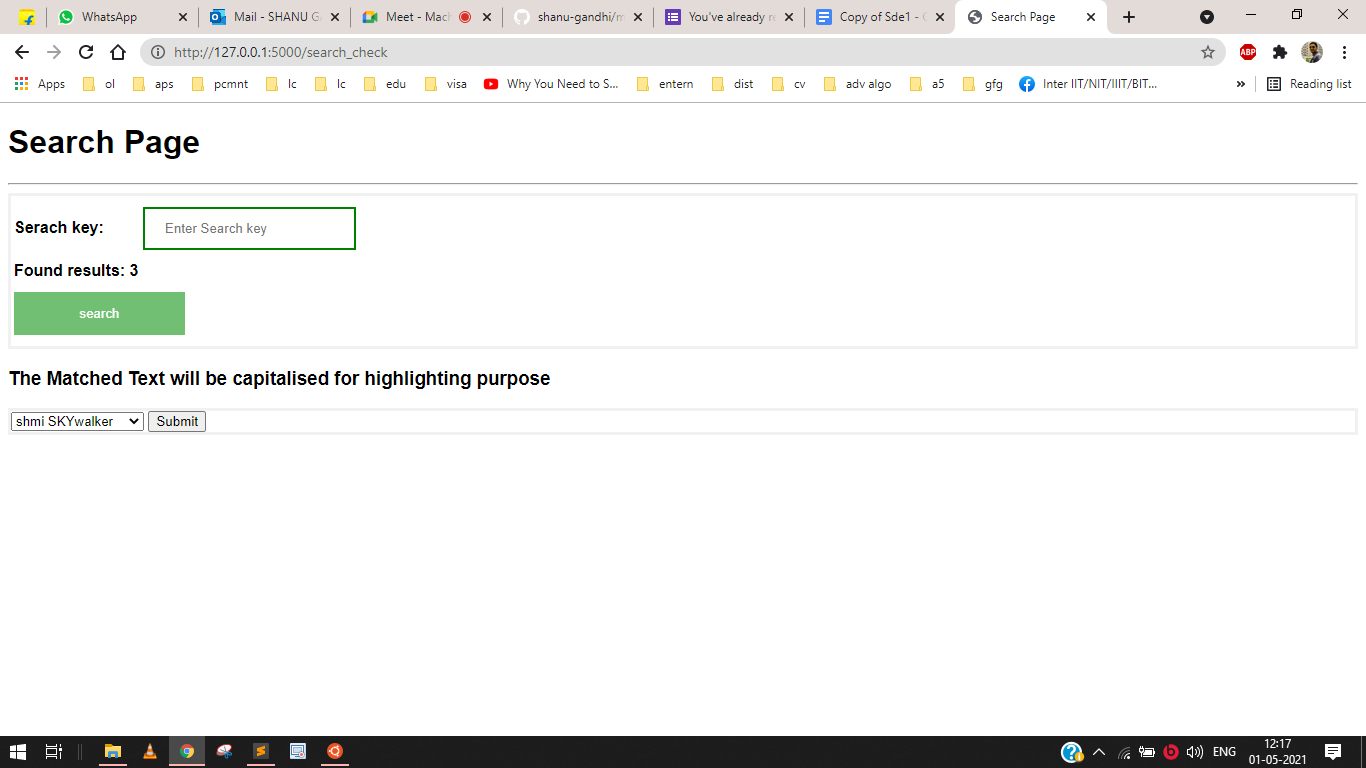 WhatsApp
Mail - SHANU G
Meet - Mach
shanu-gandhi/m
You've already re
Copy of Sde1 -
Search Page
http://127.0.0.1:5000/search_check
ABP
Apps ol aps pcmnt lc lc edu visa Why You Need to S... entern dist cv adv algo a5 gfg Inter IIT/NIT/IIIT/BIT... » Reading list
Search Page
Serach key: Enter Search key
Found results: 3
search
The Matched Text will be capitalised for highlighting purpose
shmi SKYwalker Submit
ENG
12:17
01-05-2021